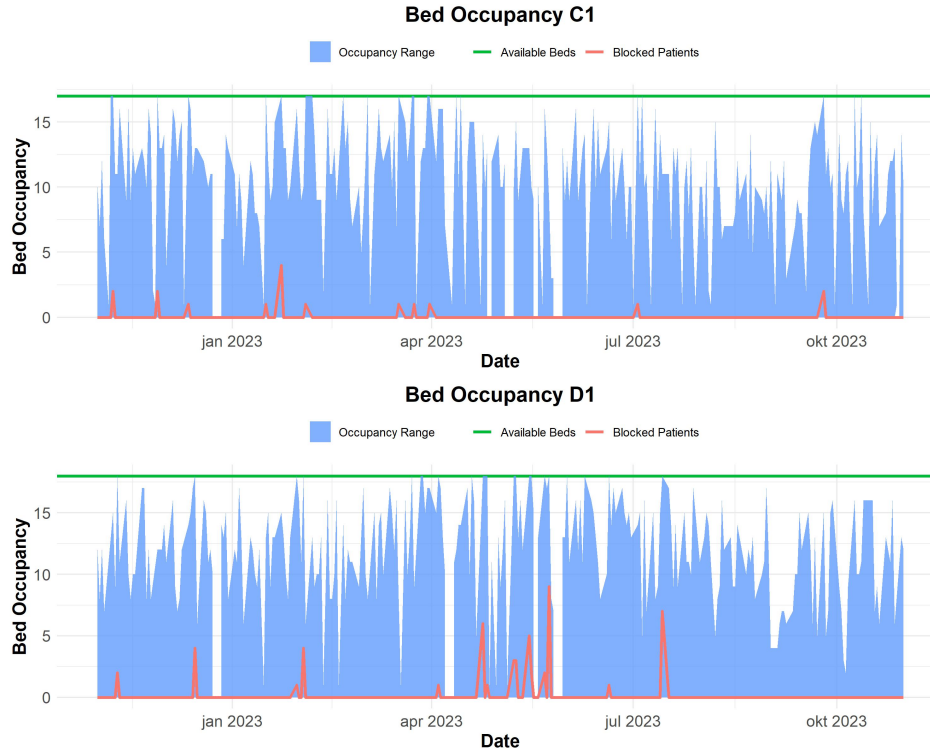 Bed Occupancy C1
Occupancy Range Available Beds Blocked Patients
Bed Occupancy
15
10
5
0
jan 2023 apr 2023 jul 2023 okt 2023
Date
Bed Occupancy D1
Occupancy Range Available Beds Blocked Patients
Bed Occupancy
15
10
5
0
jan 2023 apr 2023 jul 2023 okt 2023
Date